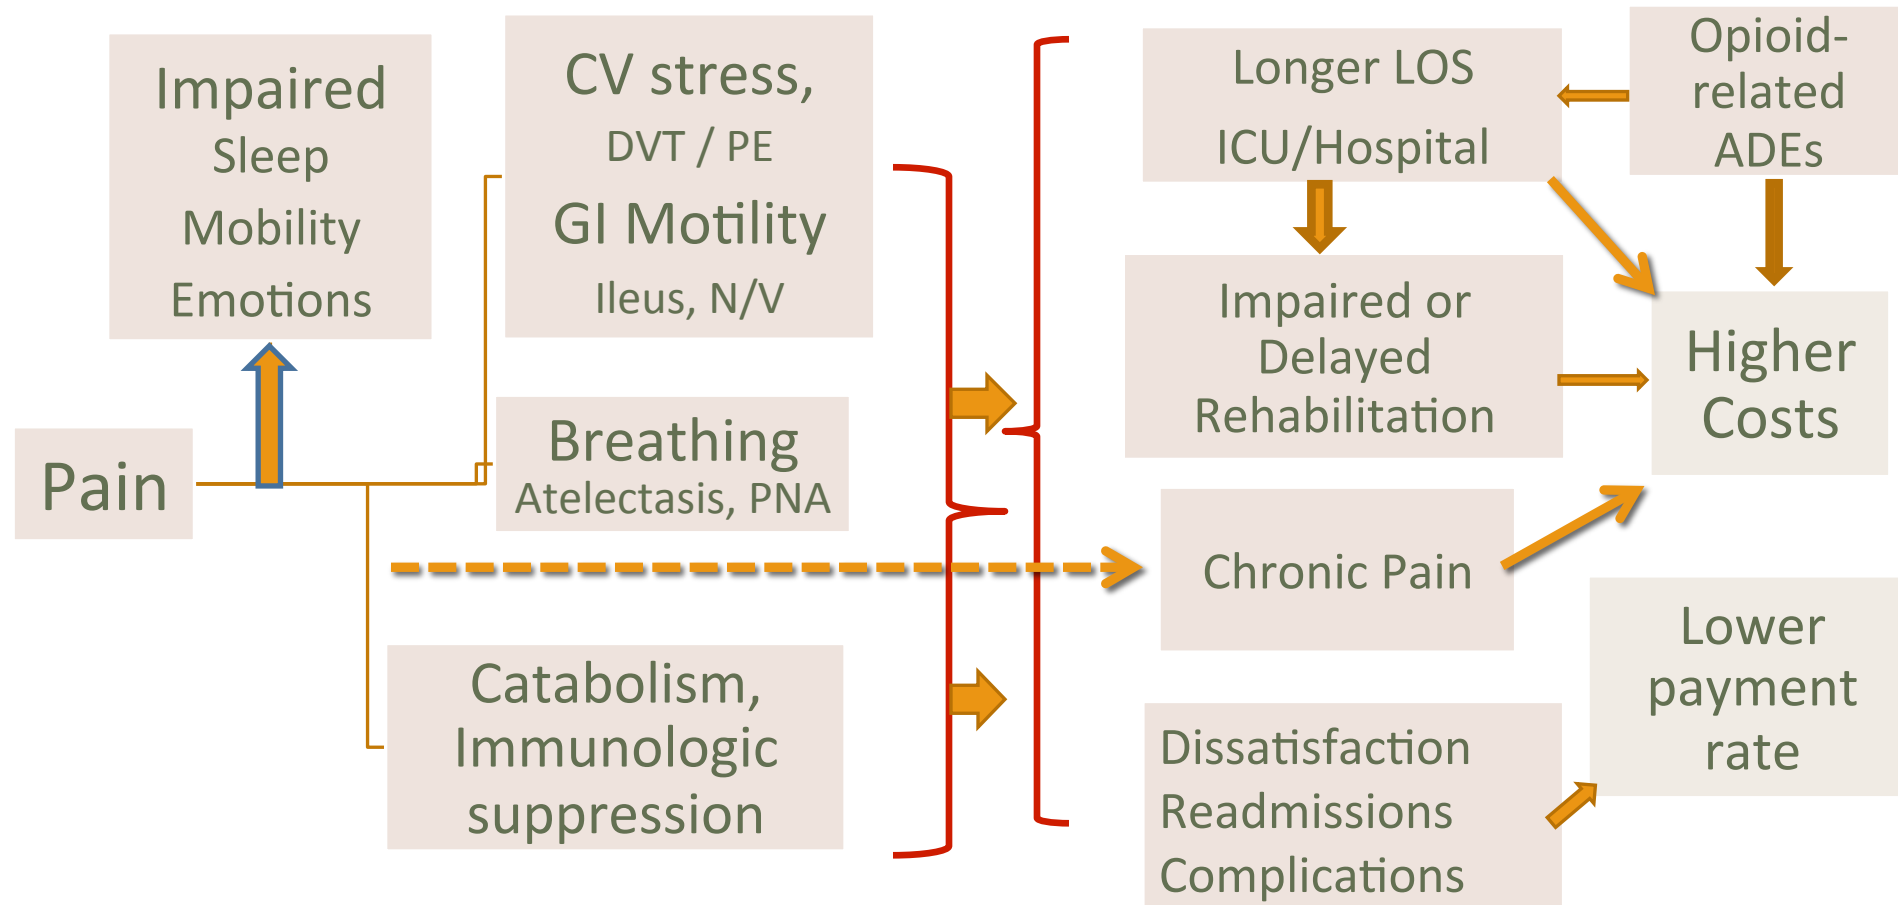 Impaired
Sleep
Mobility
Emotions
CV stress,
DVT / PE
GI Motility
Ileus, N/V
Longer LOS
ICU/Hospital
Opioid-
related
ADEs
Impaired or
Delayed
Rehabilitation
Higher
Costs
Pain
Breathing
Atelectasis, PNA
Chronic Pain
Lower
payment
rate
Catabolism,
Immunologic
suppression
Dissatisfaction
Readmissions
Complications